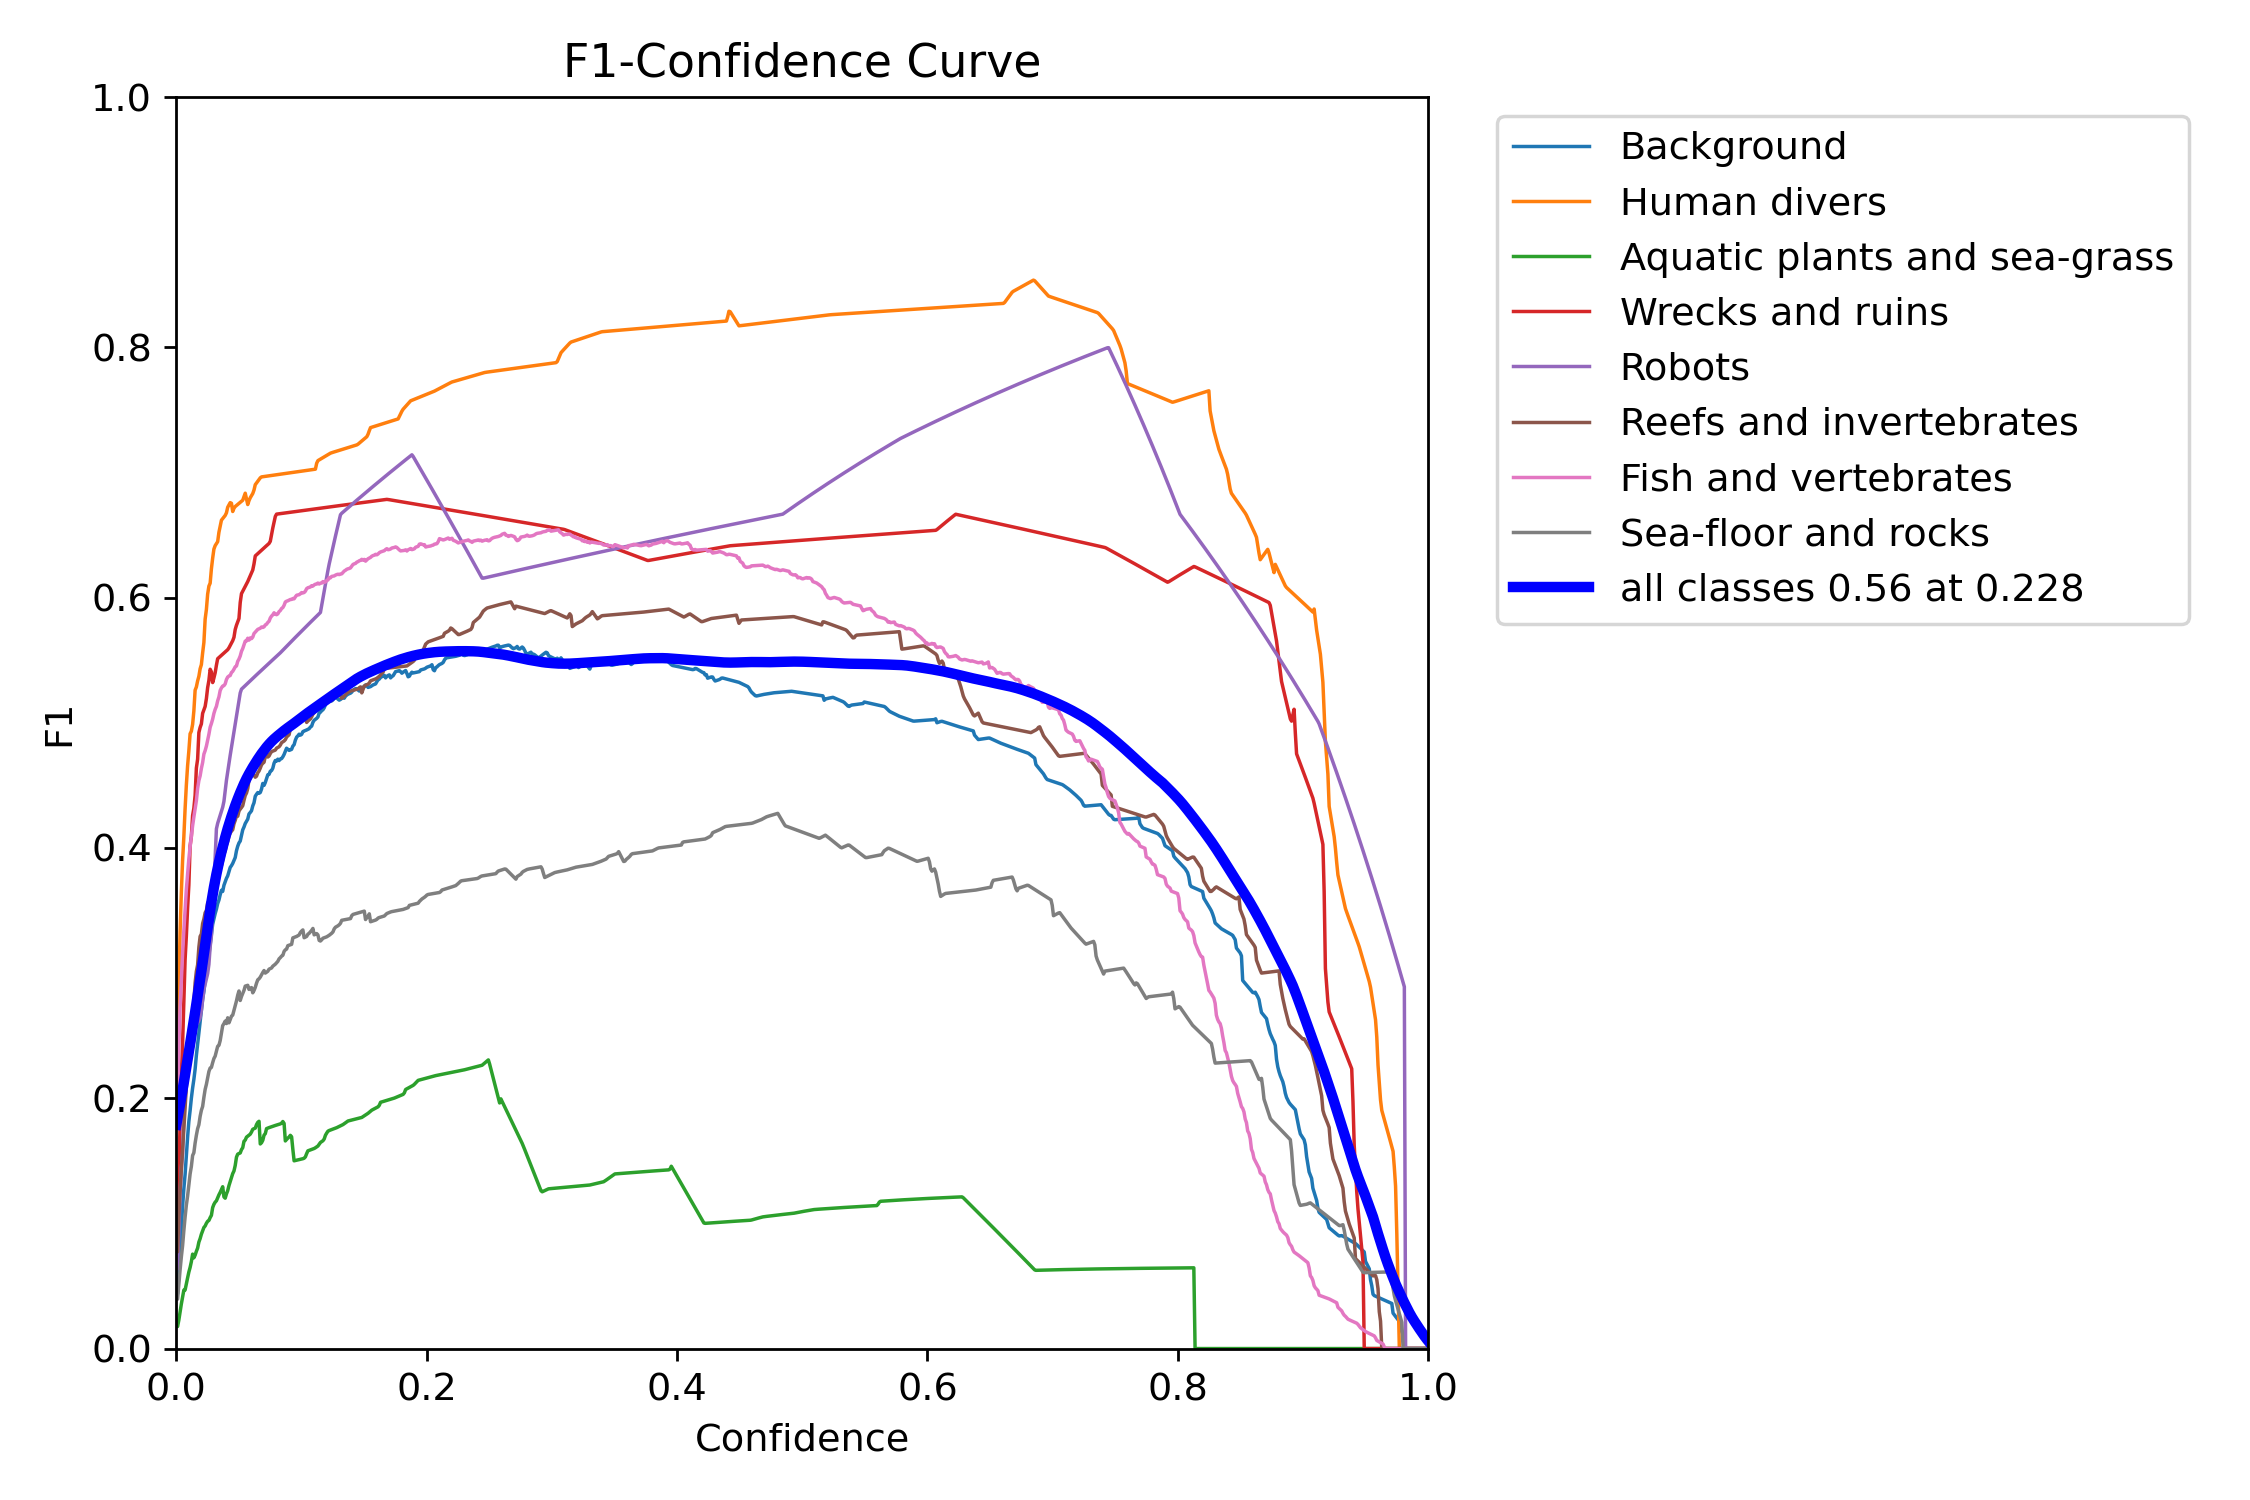 F1-Confidence Curve
1.0
0.8
0.6
0.4
0.2
0.0
F1
0.0 0.2 0.4 0.6 0.8 1.0
Confidence
Background
Human divers
Aquatic plants and sea-grass
Wrecks and ruins
Robots
Reefs and invertebrates
Fish and vertebrates
Sea-floor and rocks
all classes 0.56 at 0.228